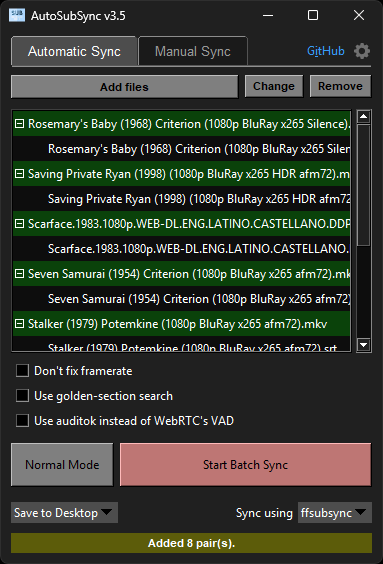 AutoSubSync v3.5
Automatic Sync
Manual Sync
GitHub
Add files
Change
Remove
Rosemary's Baby (1968) Criterion (1080p BluRay x265 Silence).
Rosemary's Baby (1968) Criterion (1080p BluRay x265 Silen
Saving Private Ryan (1998) (1080p BluRay x265 HDR afm72).m
Saving Private Ryan (1998) (1080p BluRay x265 HDR afm7
Scarface.1983.1080p.WEB-DL.ENG.LATINO.CASTELLANO.DDP
Scarface.1983.1080p.WEB-DL.ENG.LATINO.CASTELLANO.
Seven Samurai (1954) Criterion (1080p BluRay x265 afm72).mk
Seven Samurai (1954) Criterion (1080p BluRay x265 afm72
Stalker (1979) Potemkine (1080p BluRay x265 afm72).mkv
Stalker (1979) Potemkine (1080p BluRay x265 afm72).srt
Don't fix framerate
Use golden-section search
Use auditok instead of WebRTC's VAD
Normal Mode
Start Batch Sync
Save to Desktop
Sync using
ffsubsync
Added 8 pair(s).